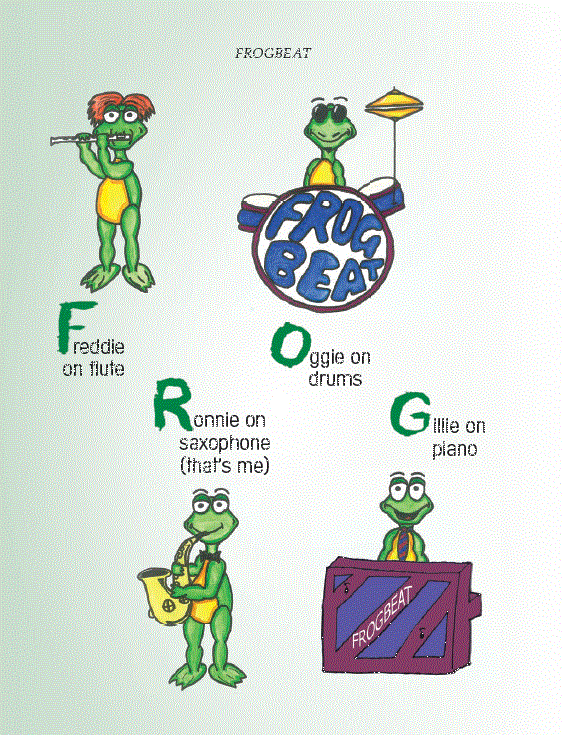 FROGBEAT
FROG
BEAT
Freddie
on flute
Oggie on
drums
Ronnie on
saxophone
(that's me)
Gillie on
piano
FROGBEAT